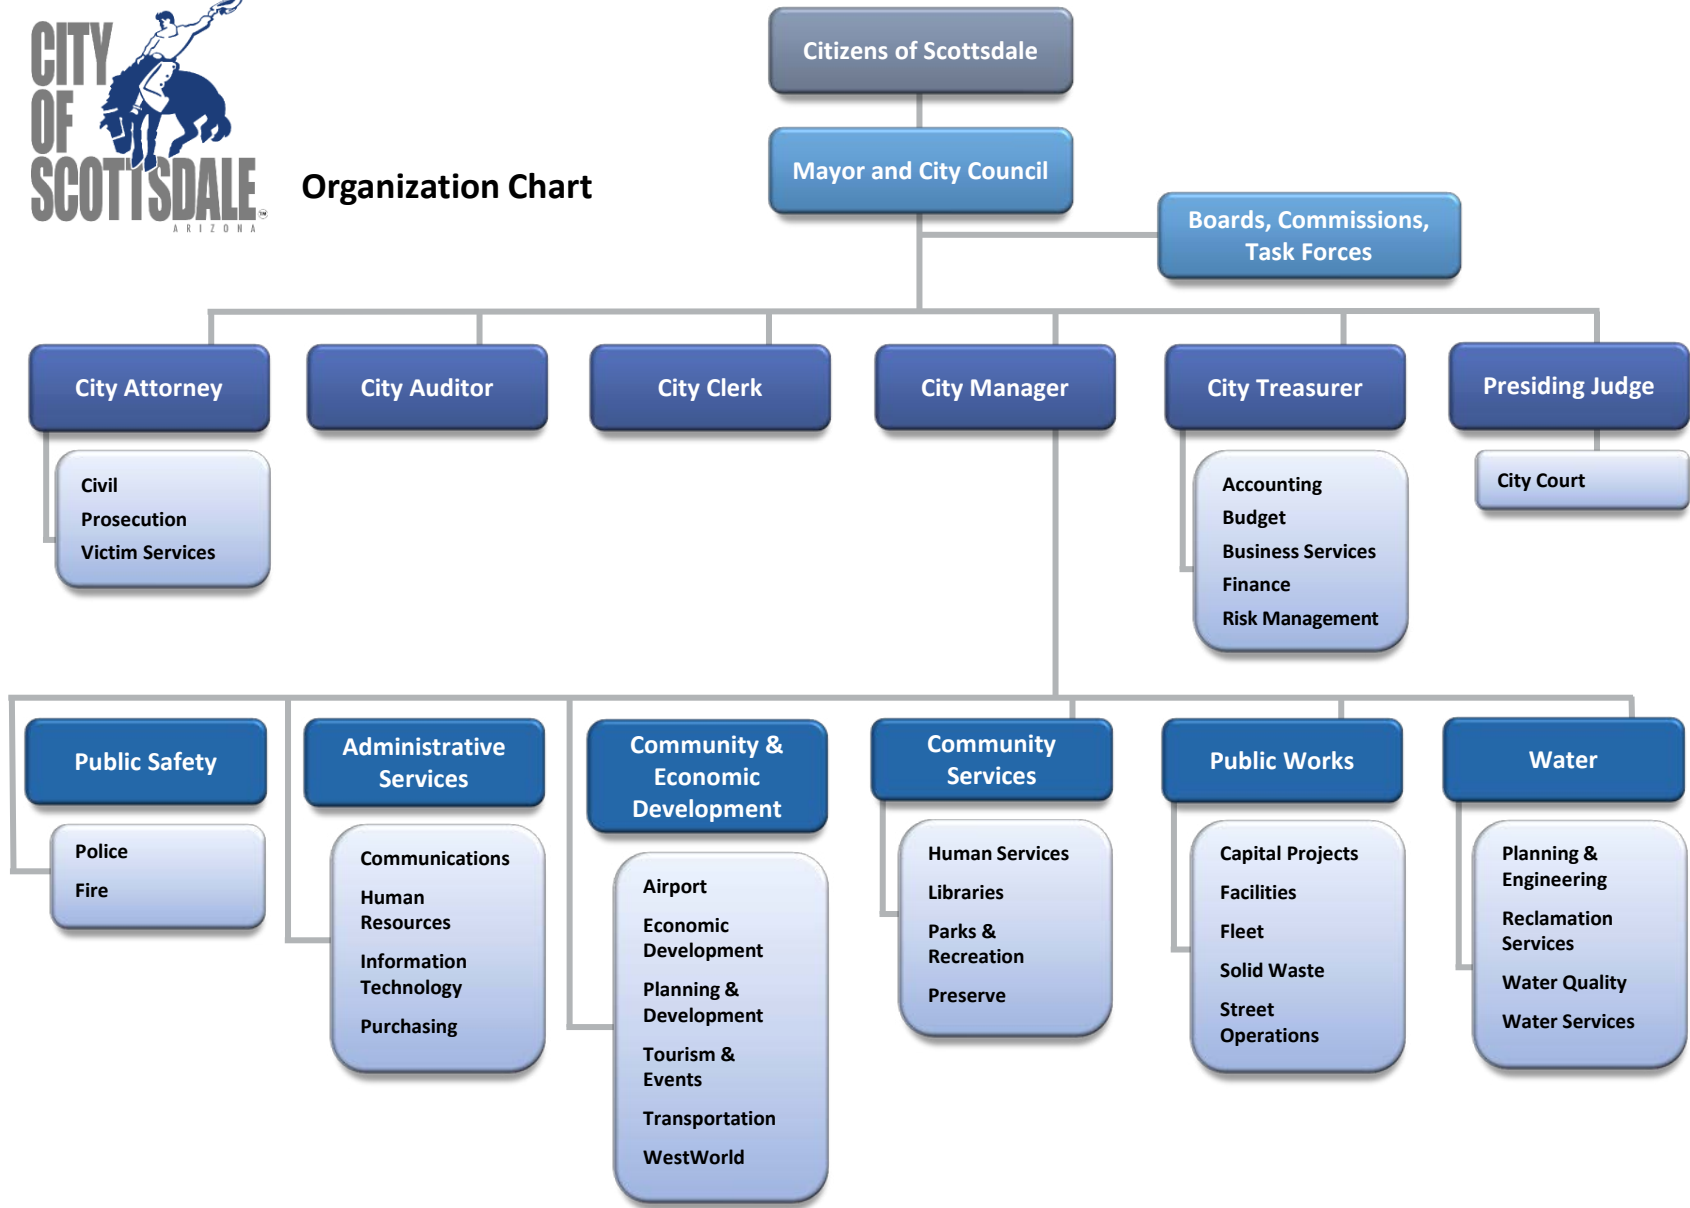 CITY
OF
SCOTTSDALE
TM
ARIZONA
Organization Chart
Citizens of Scottsdale
Mayor and City Council
Boards, Commissions,
Task Forces
City Attorney
City Auditor
City Clerk
City Manager
City Treasurer
Presiding Judge
Civil
Prosecution
Victim Services
Accounting
Budget
Business Services
Finance
Risk Management
City Court
Public Safety
Police
Fire
Administrative
Services
Communications
Human
Resources
Information
Technology
Purchasing
Community &
Economic
Development
Airport
Economic
Development
Planning &
Development
Tourism &
Events
Transportation
WestWorld
Community
Services
Human Services
Libraries
Parks &
Recreation
Preserve
Public Works
Capital Projects
Facilities
Fleet
Solid Waste
Street
Operations
Water
Planning &
Engineering
Reclamation
Services
Water Quality
Water Services